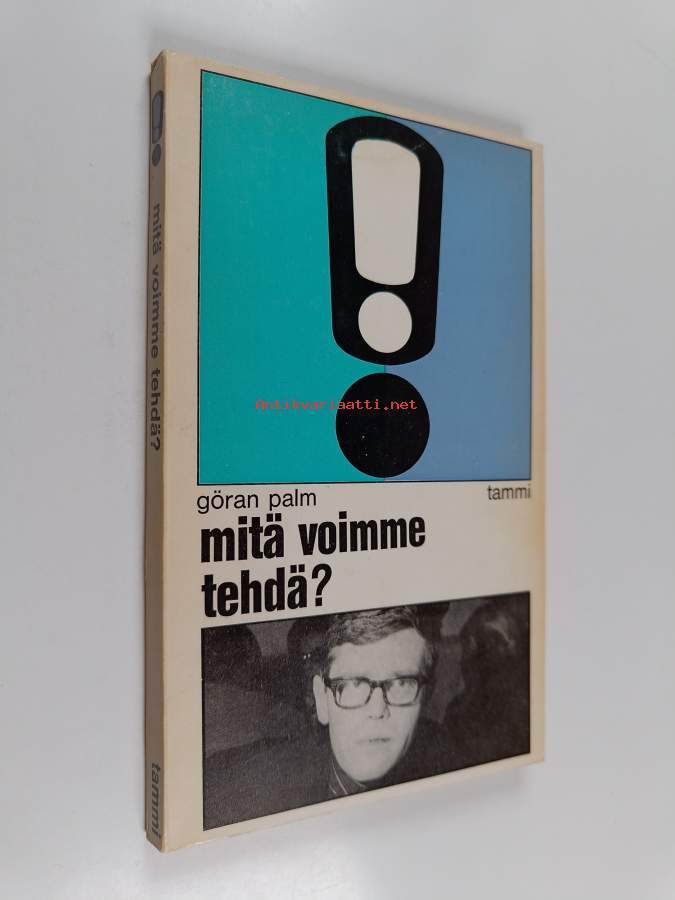 mitä voimme tehdä?
tammi
Antikvariaatti.net
göran palm
tammi
mitä voimme
tehdä?